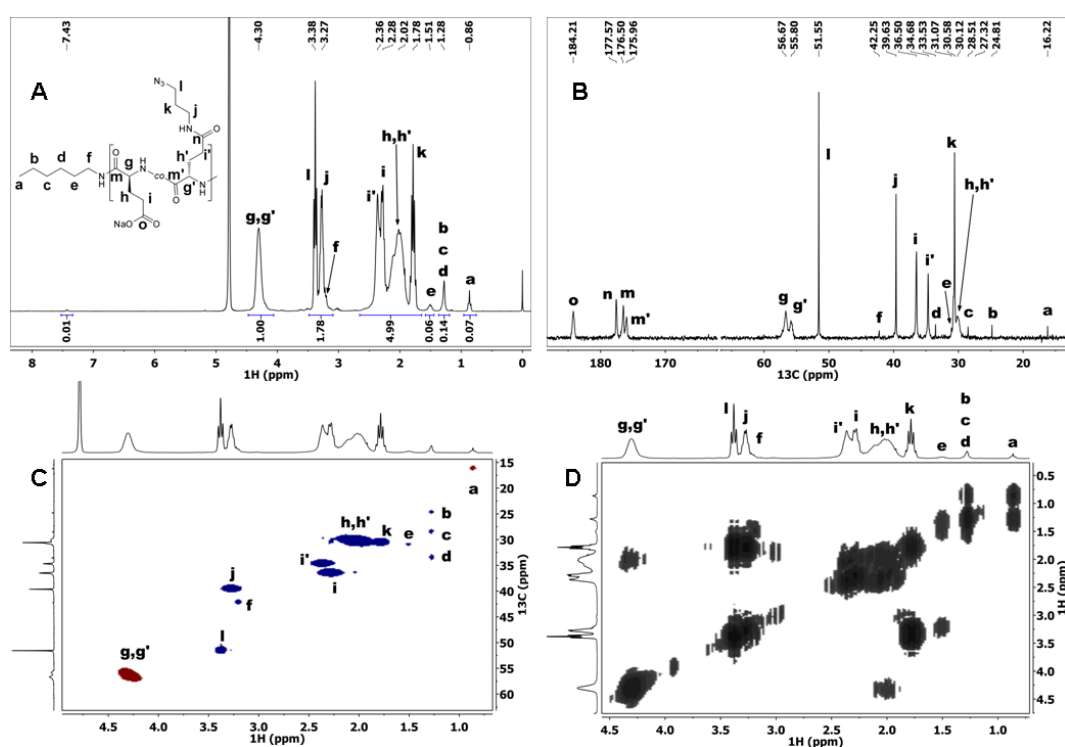 7.43 4.30 3.38 3.27 2.36 2.28 2.02 1.78 1.51 1.28 0.86
A
N₃
l
k
j
NH
n
O
h'
i'
b d f
O
g
H
N
co
m'
g'
a c e
N
H
m
h
i
O
N
H
NaO
o
O
g,g'
l
j
f
i'
i
h,h'
k
e
b
c
d
a
0.01 1.00 1.78 4.99 0.06 0.14 0.07
8 7 6 5 4 3 2 1 0
1H (ppm)
184.21 177.57 176.50 175.96 56.67 55.80 51.55 42.25 39.63 36.50 34.68 33.53 31.07 30.58 30.12 28.51 27.32 24.81 16.22
B
o
n
m
m'
g
g'
l
f
j
i
i'
d
e
k
h,h'
c
b
a
180 170 60 50 40 30 20
13C (ppm)
C
g,g'
l
j
f
i'
i
h,h'
k
e
b
c
d
a
15
20
25
30
35
40
45
50
55
60
13C (ppm)
4.5 4.0 3.5 3.0 2.5 2.0 1.5 1.0
1H (ppm)
g,g'
l
j
f
i'
i
h,h'
k
e
b
c
d
a
D
0.5
1.0
1.5
2.0
2.5
3.0
3.5
4.0
4.5
1H (ppm)
4.5 4.0 3.5 3.0 2.5 2.0 1.5 1.0
1H (ppm)